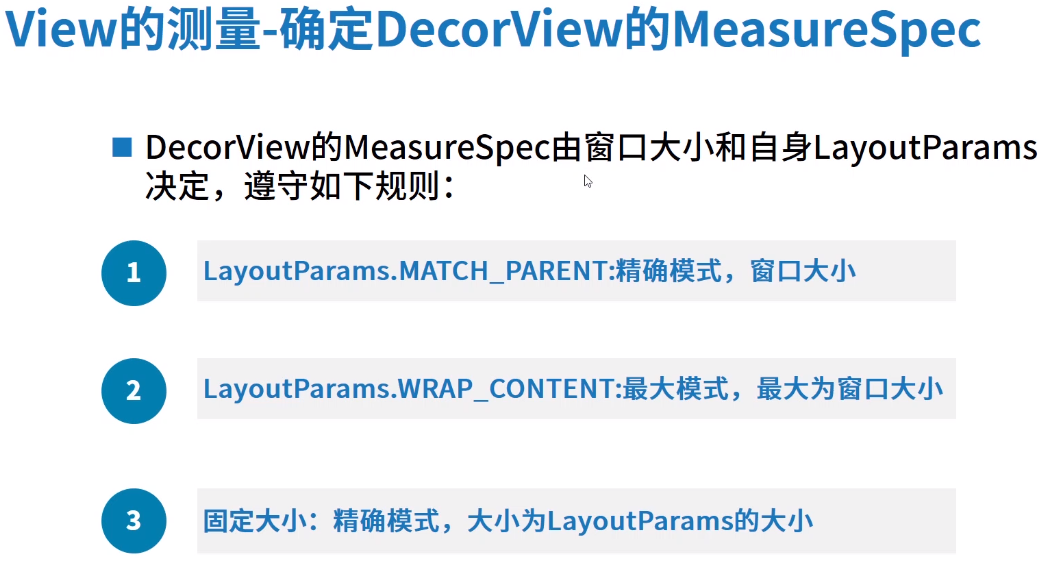 View的测量-确定DecorView的MeasureSpec
DecorView的MeasureSpec由窗口大小和自身LayoutParams
决定，遵守如下规则：
1
LayoutParams.MATCH_PARENT:精确模式，窗口大小
2
LayoutParams.WRAP_CONTENT:最大模式，最大为窗口大小
3
固定大小：精确模式，大小为LayoutParams的大小